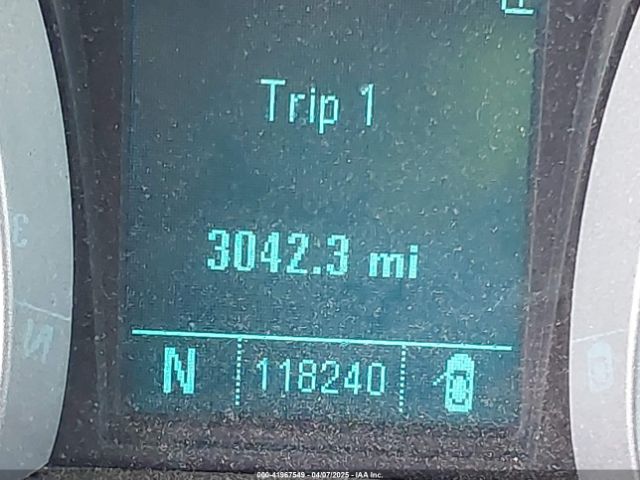 Trip 1
3042.3 mi
N 118240
000-41967549 - 04/07/2025 - IAA Inc.